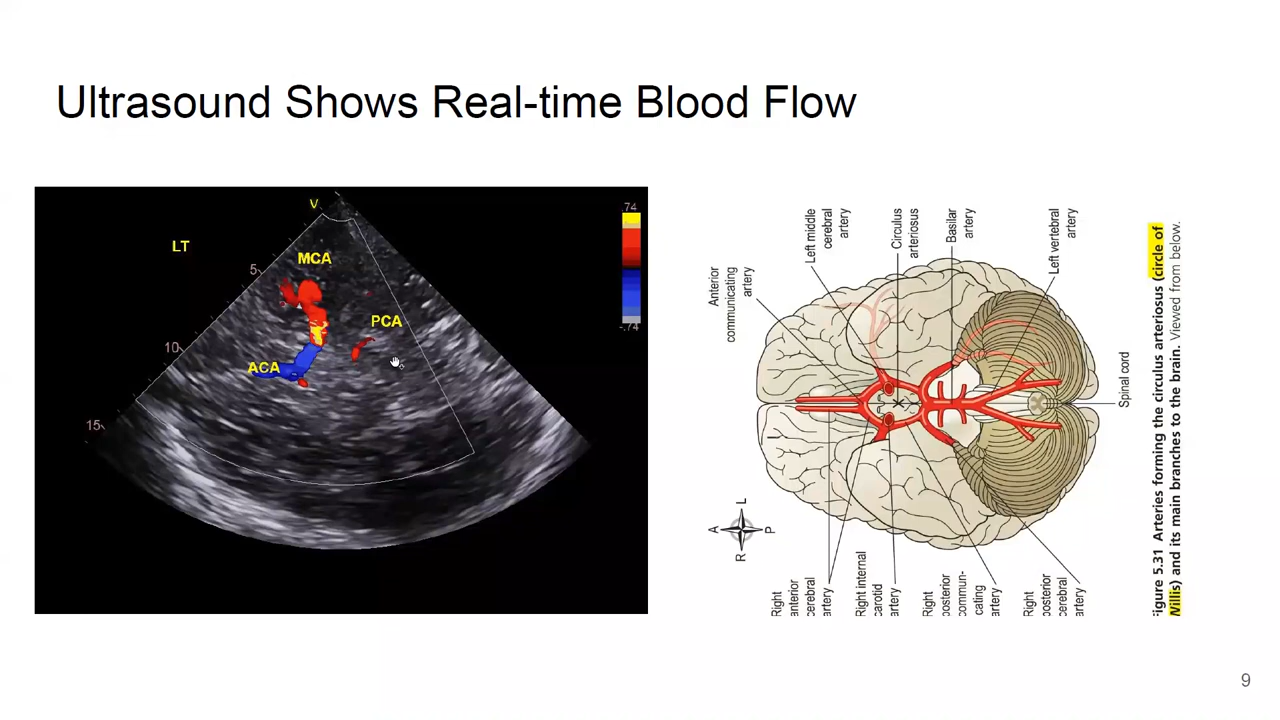 Ultrasound Shows Real-time Blood Flow
V
.74
LT
MCA
5
PCA
-.74
10
ACA
15
Anterior
communicating
artery
Left middle
cerebral
artery
Circulus
arteriosus
Basilar
artery
Left vertebral
artery
Spinal cord
A
L
P
R
Right
anterior
cerebral
artery
Right internal
carotid
artery
Right
posterior
commun-
cating
artery
Right
posterior
cerebral
artery
igure 5.31 Arteries forming the circulus arteriosus (circle of
Willis) and its main branches to the brain. Viewed from below.
9